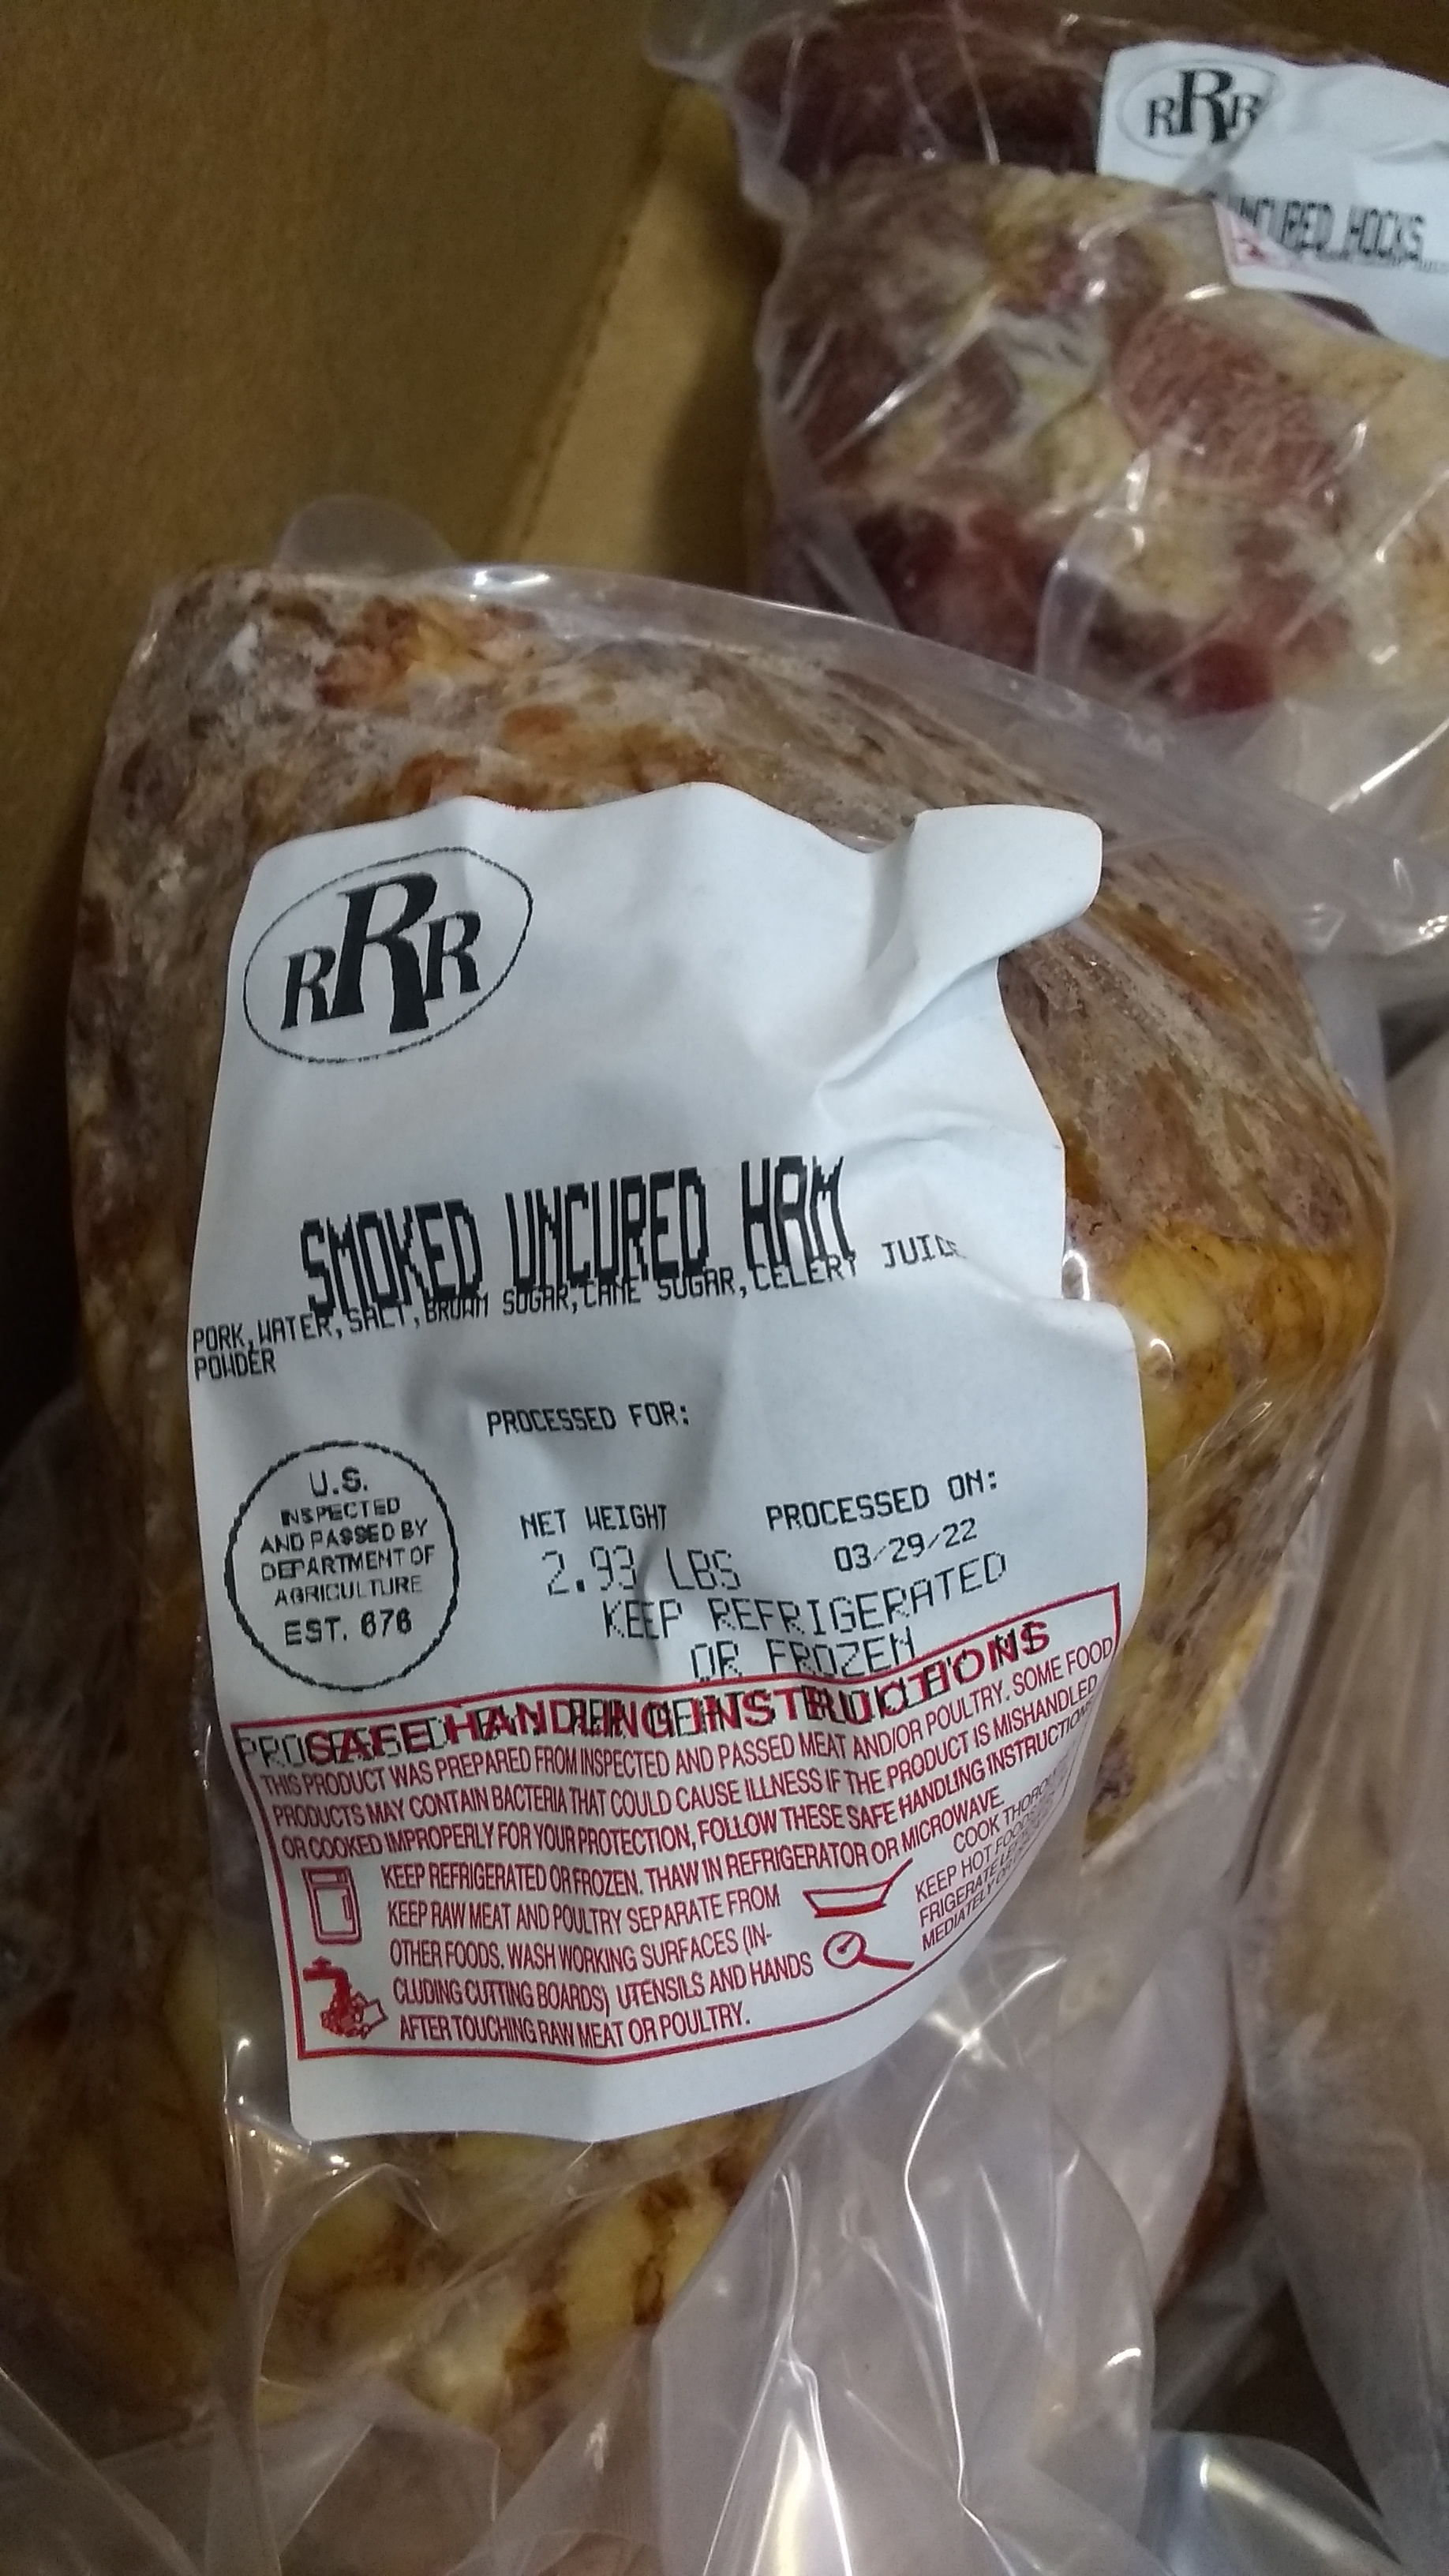 RRR
UNCURED HOCKS
RRR
SMOKED UNCURED HAM
PORK,WATER,SALT,BROWN SUGAR,CANE SUGAR,CELERY JUICE
POWDER
PROCESSED FOR:
U.S.
INSPECTED
AND PASSED BY
DEPARTMENT OF
AGRICULTURE
EST. 676
NET WEIGHT
2.93 LBS
PROCESSED ON:
03/29/22
KEEP REFRIGERATED
OR FROZEN
SAFE HANDLING INSTRUCTIONS
THIS PRODUCT WAS PREPARED FROM INSPECTED AND PASSED MEAT AND/OR POULTRY. SOME FOOD
PRODUCTS MAY CONTAIN BACTERIA THAT COULD CAUSE ILLNESS IF THE PRODUCT IS MISHANDLED
OR COOKED IMPROPERLY FOR YOUR PROTECTION, FOLLOW THESE SAFE HANDLING INSTRUCTIONS
KEEP REFRIGERATED OR FROZEN. THAW IN REFRIGERATOR OR MICROWAVE
KEEP RAW MEAT AND POULTRY SEPARATE FROM
OTHER FOODS. WASH WORKING SURFACES (IN-
CLUDING CUTTING BOARDS) UTENSILS AND HANDS
AFTER TOUCHING RAW MEAT OR POULTRY.
COOK
KEEP HOT